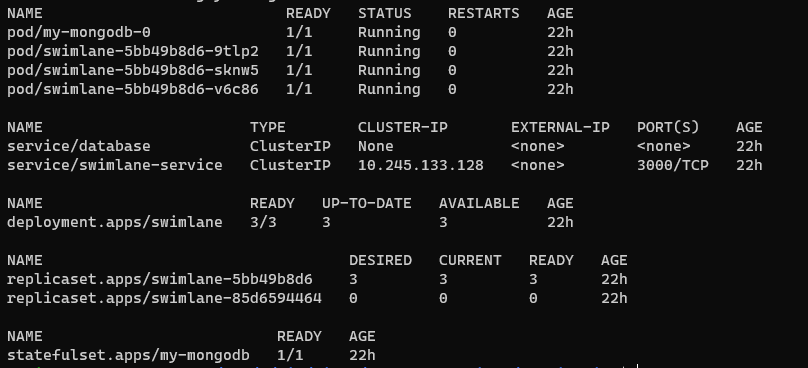 NAME READY STATUS RESTARTS AGE
pod/my-mongodb-0 1/1 Running 0 22h
pod/swimlane-5bb49b8d6-9tlp2 1/1 Running 0 22h
pod/swimlane-5bb49b8d6-sknw5 1/1 Running 0 22h
pod/swimlane-5bb49b8d6-v6c86 1/1 Running 0 22h
NAME TYPE CLUSTER-IP EXTERNAL-IP PORT(S) AGE
service/database ClusterIP None <none> <none> 22h
service/swimlane-service ClusterIP 10.245.133.128 <none> 3000/TCP 22h
NAME READY UP-TO-DATE AVAILABLE AGE
deployment.apps/swimlane 3/3 3 3 22h
NAME DESIRED CURRENT READY AGE
replicaset.apps/swimlane-5bb49b8d6 3 3 3 22h
replicaset.apps/swimlane-85d6594464 0 0 0 22h
NAME READY AGE
statefulset.apps/my-mongodb 1/1 22h